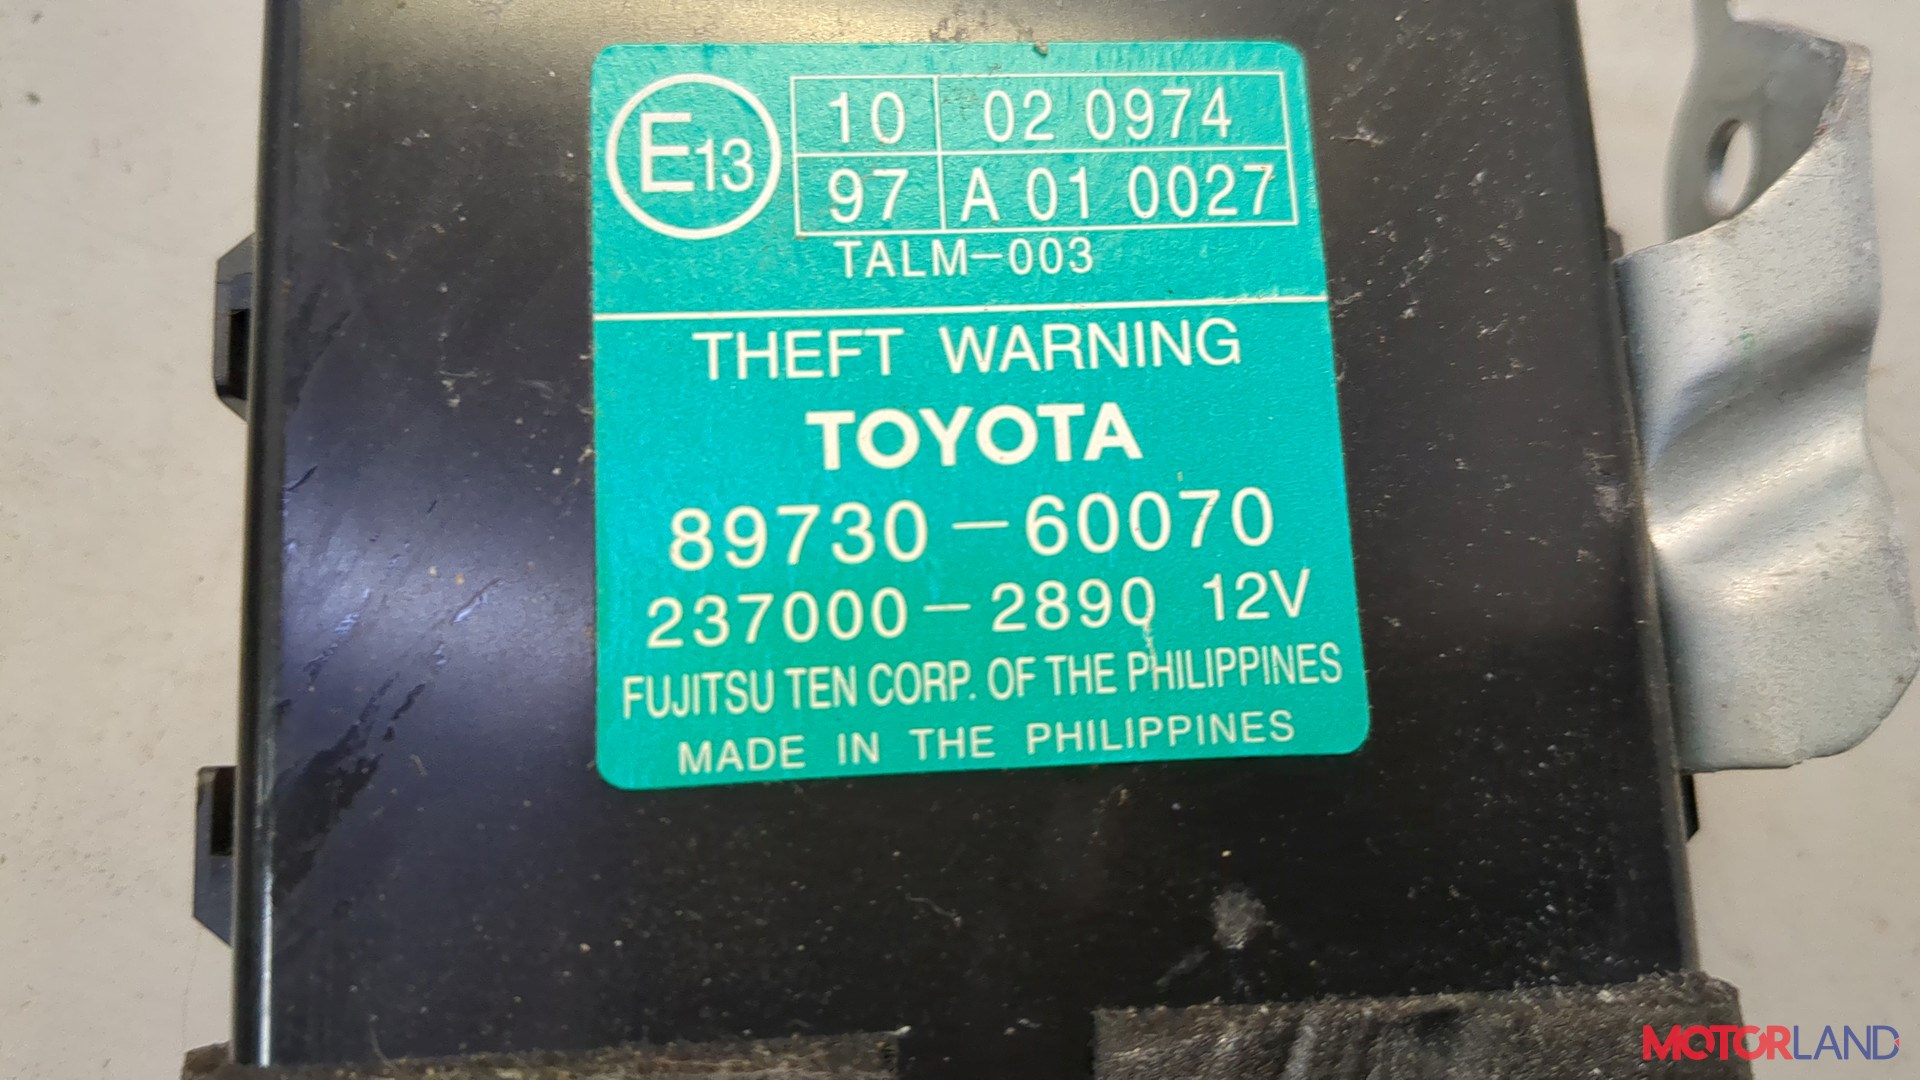 E13
10 02 0974
97 A 01 0027
TALM-003
THEFT WARNING
TOYOTA
89730-60070
237000-2890 12V
FUJITSU TEN CORP. OF THE PHILIPPINES
MADE IN THE PHILIPPINES
MOTORLAND